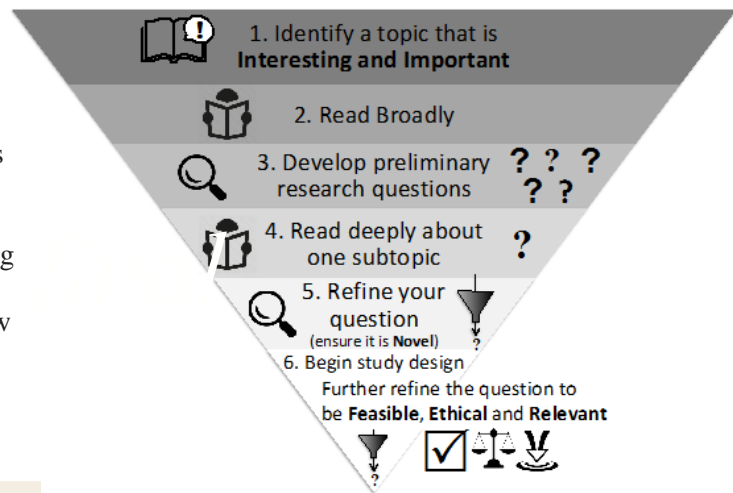 1. Identify a topic that is
Interesting and Important
2. Read Broadly
3. Develop preliminary
research questions
? ? ?
? ?
4. Read deeply about
one subtopic
?
5. Refine your
question
(ensure it is Novel)
?
6. Begin study design
Further refine the question to
be Feasible, Ethical and Relevant
?